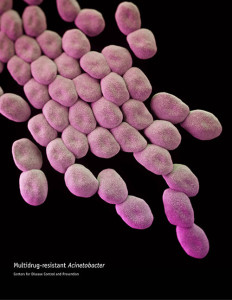 Multidrug-resistant Acinetobacter
Centers for Disease Control and Prevention